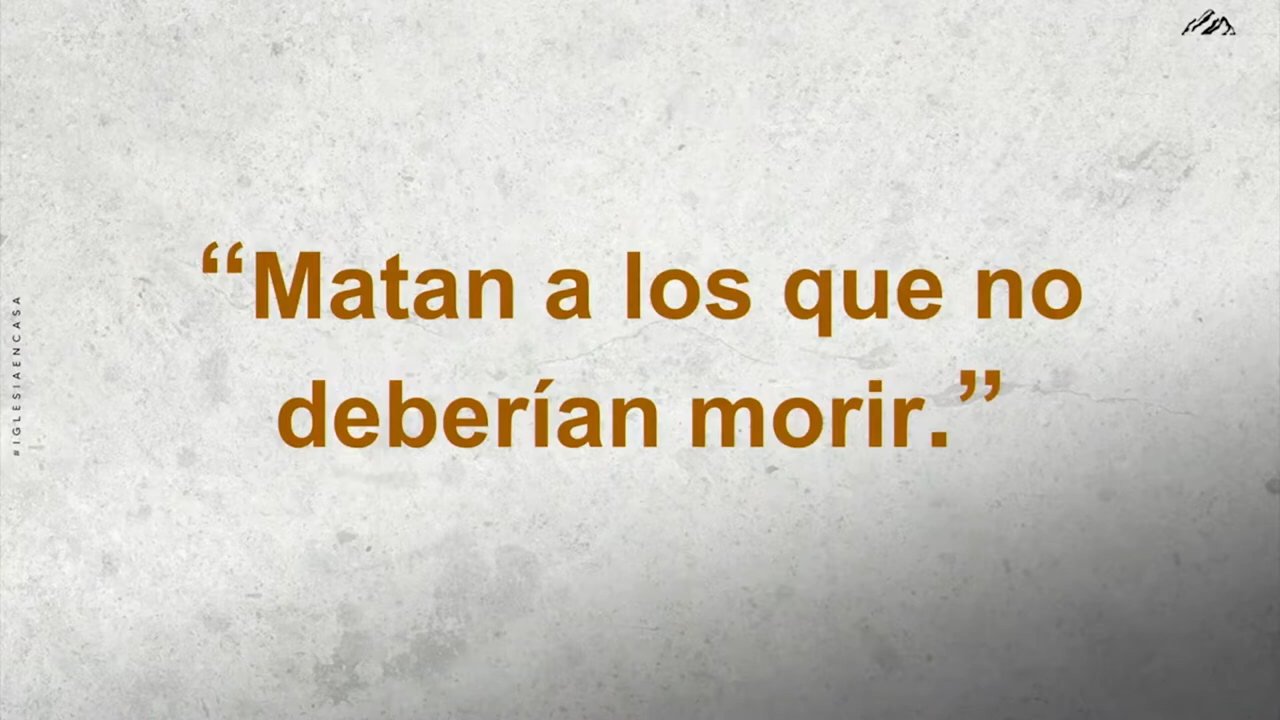 “Matan a los que no
deberían morir.”
#IGLESIAENCASA